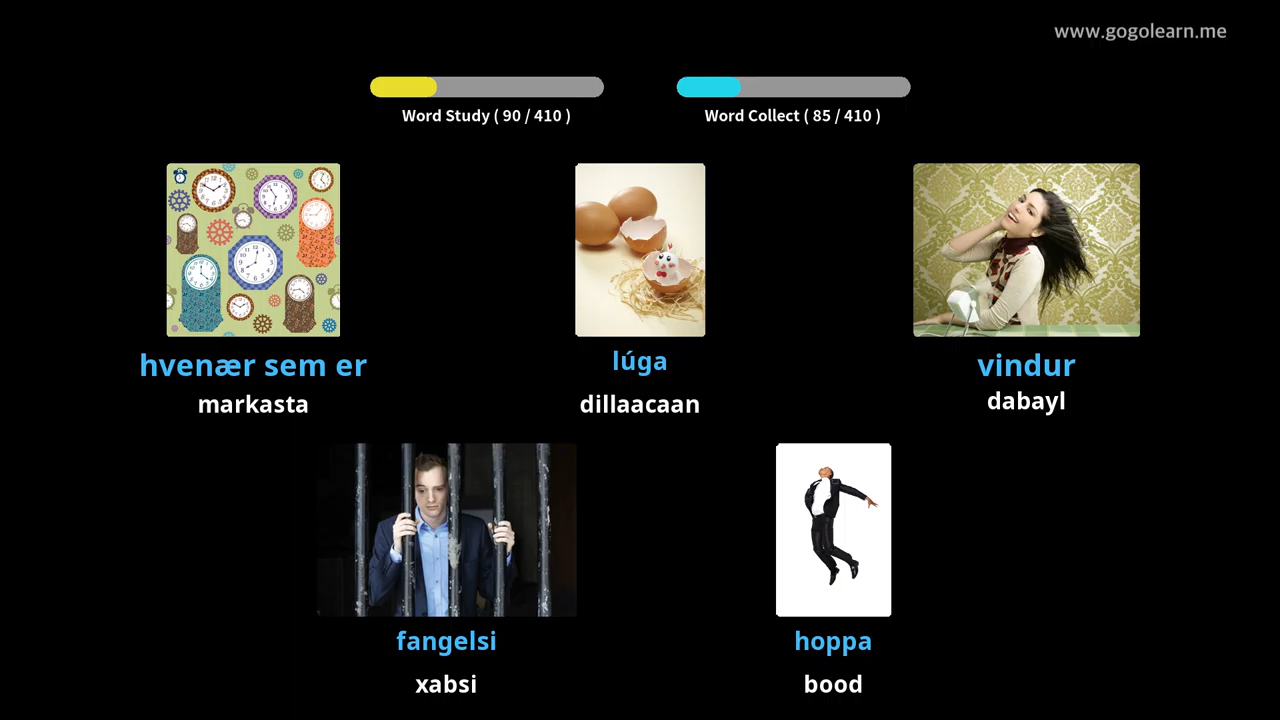 www.gogolearn.me
Word Study ( 90 / 410 )
Word Collect ( 85 / 410 )
hvenær sem er
markasta
lúga
dillaacaan
vindur
dabayl
fangelsi
xabsi
hoppa
bood